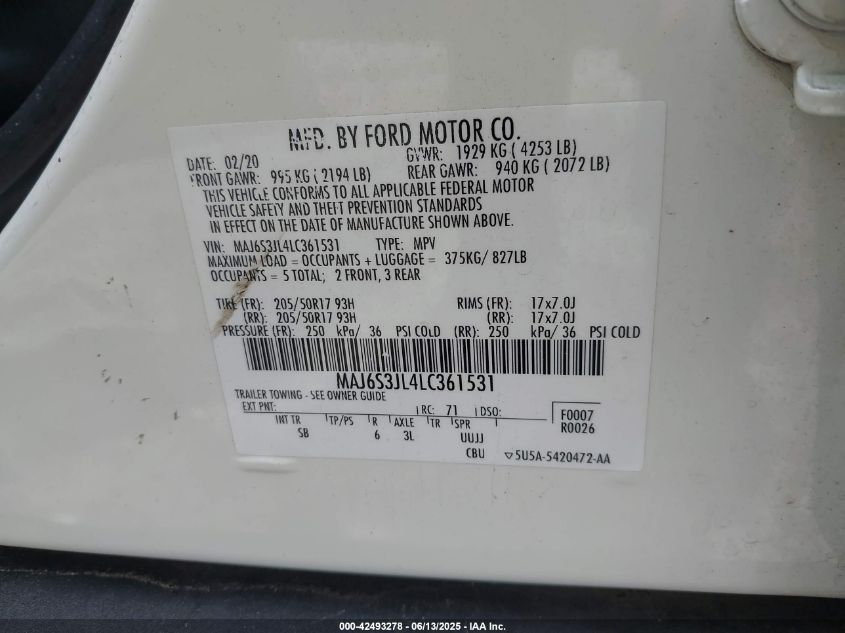 MFD. BY FORD MOTOR CO.
DATE: 02/20 GVWR: 1929 KG ( 4253 LB)
FRONT GAWR: 995 KG ( 2194 LB) REAR GAWR: 940 KG ( 2072 LB)
THIS VEHICLE CONFORMS TO ALL APPLICABLE FEDERAL MOTOR
VEHICLE SAFETY AND THEFT PREVENTION STANDARDS
IN EFFECT ON THE DATE OF MANUFACTURE SHOWN ABOVE.
VIN: MAJ6S3JL4LC361531 TYPE: MPV
MAXIMUM LOAD = OCCUPANTS + LUGGAGE = 375KG/ 827LB
OCCUPANTS = 5 TOTAL; 2 FRONT, 3 REAR
TIRE (FR): 205/50R17 93H RIMS (FR): 17x7.0J
(RR): 205/50R17 93H (RR): 17x7.0J
PRESSURE (FR): 250 kPa/ 36 PSI COLD (RR): 250 kPa/ 36 PSI COLD
MAJ6S3JL4LC361531
TRAILER TOWING - SEE OWNER GUIDE
EXT PNT: RC: 71 DSO: F0007
INT TR TP/PS R AXLE TR SPR R0026
SB 6 3L UUJJ
CBU 5U5A-5420472-AA
000-42493278 - 06/13/2025 - IAA Inc.